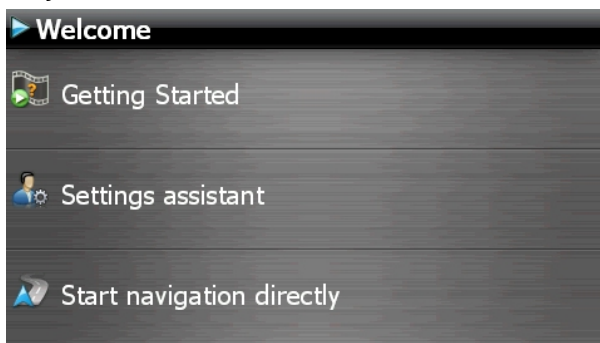 Welcome
Getting Started
Settings assistant
Start navigation directly